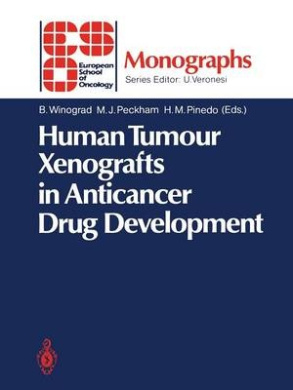 European
School
of
Oncology
Monographs
Series Editor: U.Veronesi
B.Winograd M.J.Peckham H.M.Pinedo (Eds.)
Human Tumour
Xenografts
in Anticancer
Drug Development